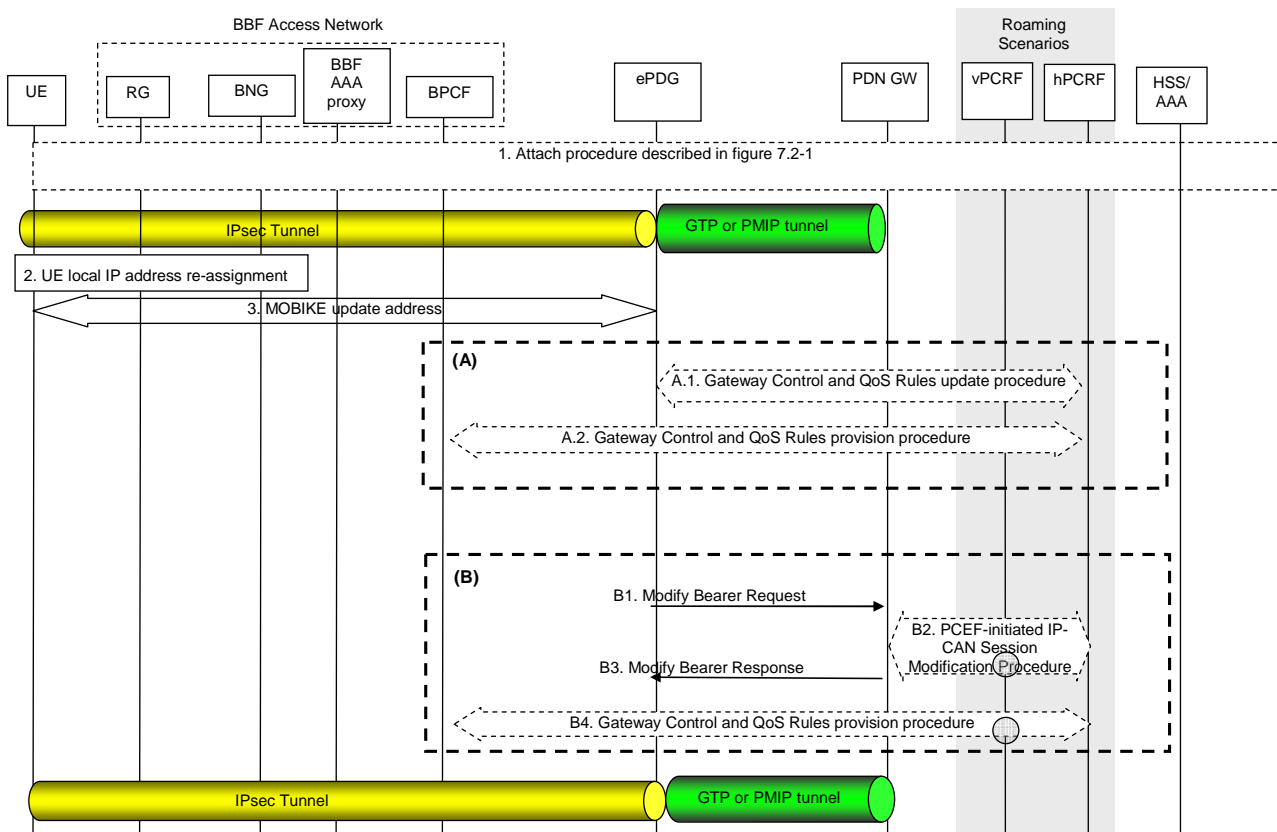 BBF Access Network
Roaming
Scenarios
UE
RG
BNG
BBF
AAA
proxy
BPCF
ePDG
PDN GW
vPCRF
hPCRF
HSS/
AAA
1. Attach procedure described in figure 7.2-1
IPsec Tunnel
GTP or PMIP tunnel
2. UE local IP address re-assignment
3. MOBIKE update address
(A)
A.1. Gateway Control and QoS Rules update procedure
A.2. Gateway Control and QoS Rules provision procedure
(B)
B1. Modify Bearer Request
B2. PCEF-initiated IP-
CAN Session
Modification Procedure
B3. Modify Bearer Response
B4. Gateway Control and QoS Rules provision procedure
IPsec Tunnel
GTP or PMIP tunnel